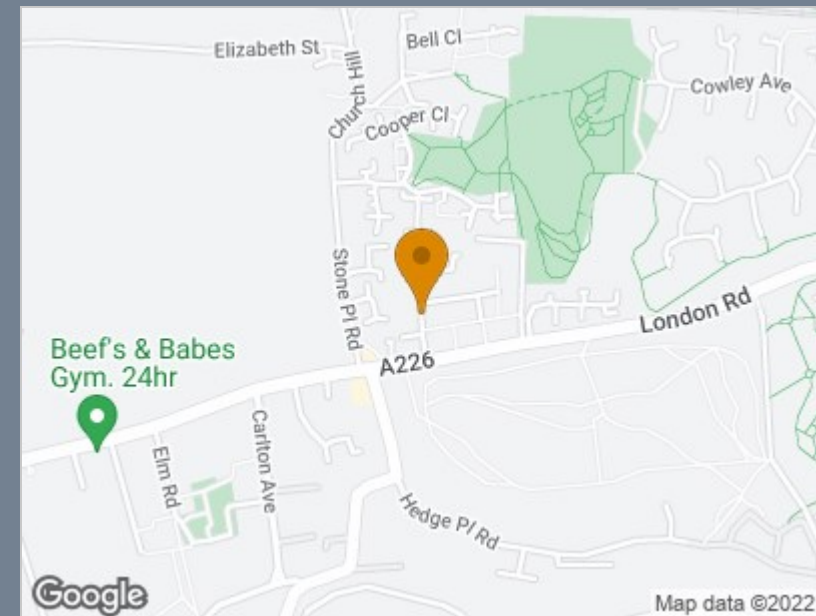 Elizabeth St
Bell Cl
Church Hill
Cooper Cl
Cowley Ave
Stone Pl Rd
London Rd
Beef's & Babes
Gym. 24hr
A226
Carlton Ave
Elm Rd
Hedge Pl Rd
Google
Map data ©2022